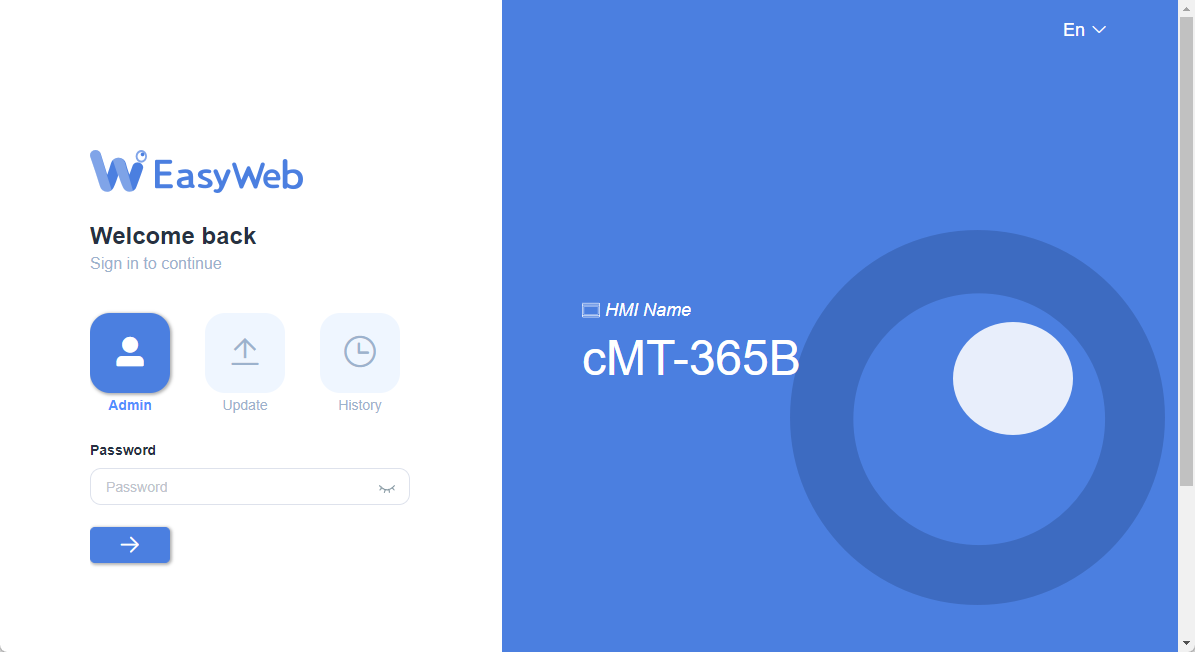 EasyWeb
Welcome back
Sign in to continue
Admin
Update
History
Password
Password
En
HMI Name
cMT-365B